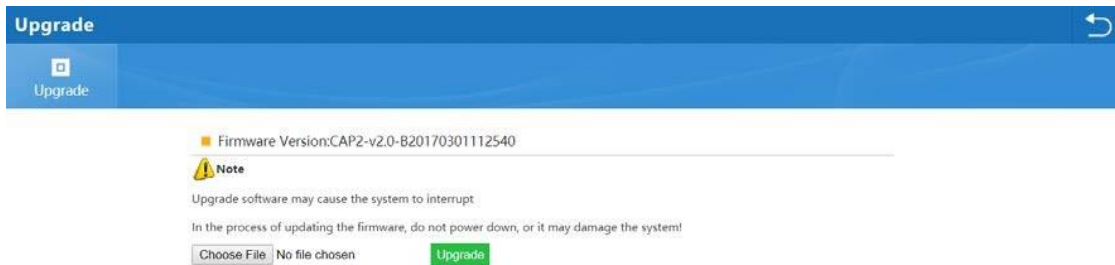 Upgrade
Upgrade
Firmware Version:CAP2-v2.0-B20170301112540
Note
Upgrade software may cause the system to interrupt
In the process of updating the firmware, do not power down, or it may damage the system!
Choose File No file chosen Upgrade